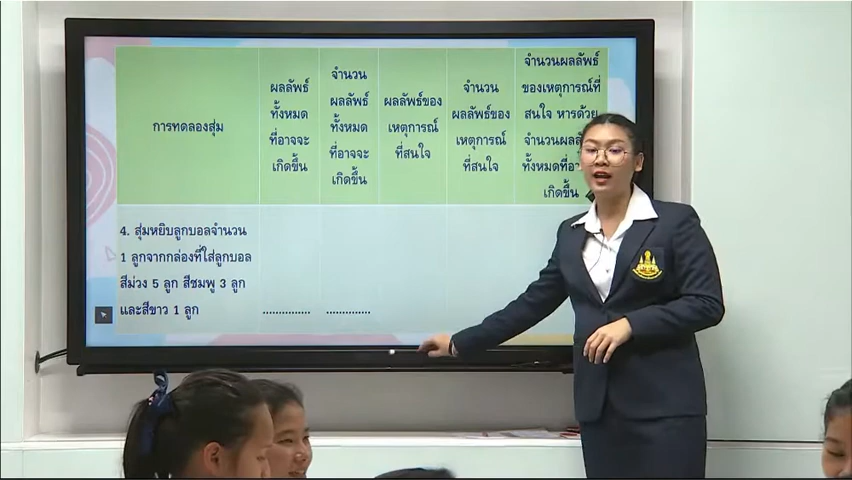 การทดลองสุ่ม
ผลลัพธ์
ทั้งหมด
ที่อาจจะ
เกิดขึ้น
จำนวน
ผลลัพธ์
ทั้งหมด
ที่อาจจะ
เกิดขึ้น
ผลลัพธ์ของ
เหตุการณ์
ที่สนใจ
จำนวน
ผลลัพธ์ของ
เหตุการณ์
ที่สนใจ
จำนวนผลลัพธ์
ของเหตุการณ์ที่
สนใจ หารด้วย
เกิดขึ้น
4. สุ่มหยิบลูกบอลจำนวน
1 ลูกจากกล่องที่ใส่ลูกบอล
สีม่วง 5 ลูก สีชมพู 3 ลูก
และสีขาว 1 ลูก
............... ..............